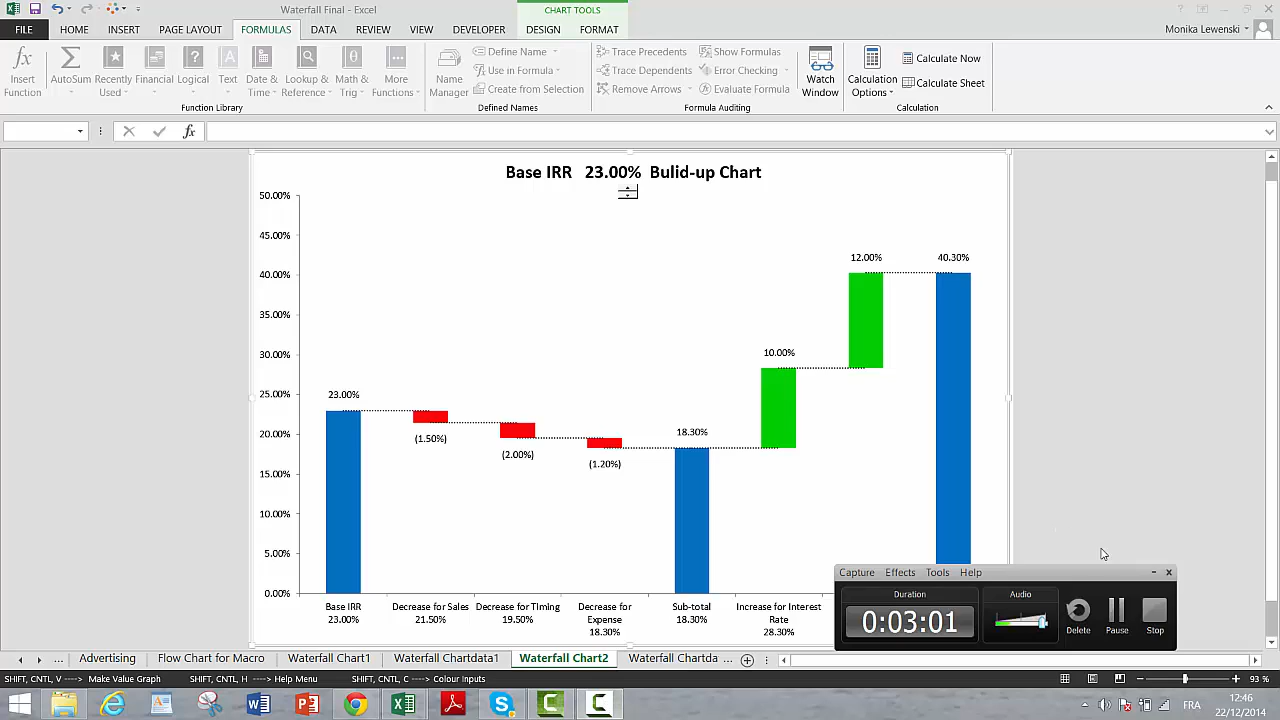 Waterfall Final - Excel
CHART TOOLS
FILE HOME INSERT PAGE LAYOUT FORMULAS DATA REVIEW VIEW DEVELOPER DESIGN FORMAT Monika Lewenski
Insert Function
AutoSum
Recently Used
Financial
Logical
Text
Date & Time
Lookup & Reference
Math & Trig
More Functions
Function Library
Name Manager
Define Name
Use in Formula
Create from Selection
Defined Names
Trace Precedents
Trace Dependents
Remove Arrows
Show Formulas
Error Checking
Evaluate Formula
Formula Auditing
Watch Window
Calculation Options
Calculate Now
Calculate Sheet
Calculation
fx
Base IRR 23.00% Bulid-up Chart
50.00%
45.00%
40.00%
35.00%
30.00%
25.00%
20.00%
15.00%
10.00%
5.00%
0.00%
23.00%
(1.50%)
(2.00%)
(1.20%)
18.30%
10.00%
12.00%
40.30%
Base IRR
23.00%
Decrease for Sales
21.50%
Decrease for Timing
19.50%
Decrease for
Expense
18.30%
Sub-total
18.30%
Increase for Interest
Rate
28.30%
Capture Effects Tools Help
Duration
0:03:01
Audio
Delete
Pause
Stop
... Advertising Flow Chart for Macro Waterfall Chart1 Waterfall Chartdata1 Waterfall Chart2 Waterfall Chartda ...
SHIFT, CNTL, V ----> Make Value Graph SHIFT, CNTL, H ----> Help Menu SHIFT, CNTL, C ----> Colour Inputs 93 %
FRA
12:46
22/12/2014